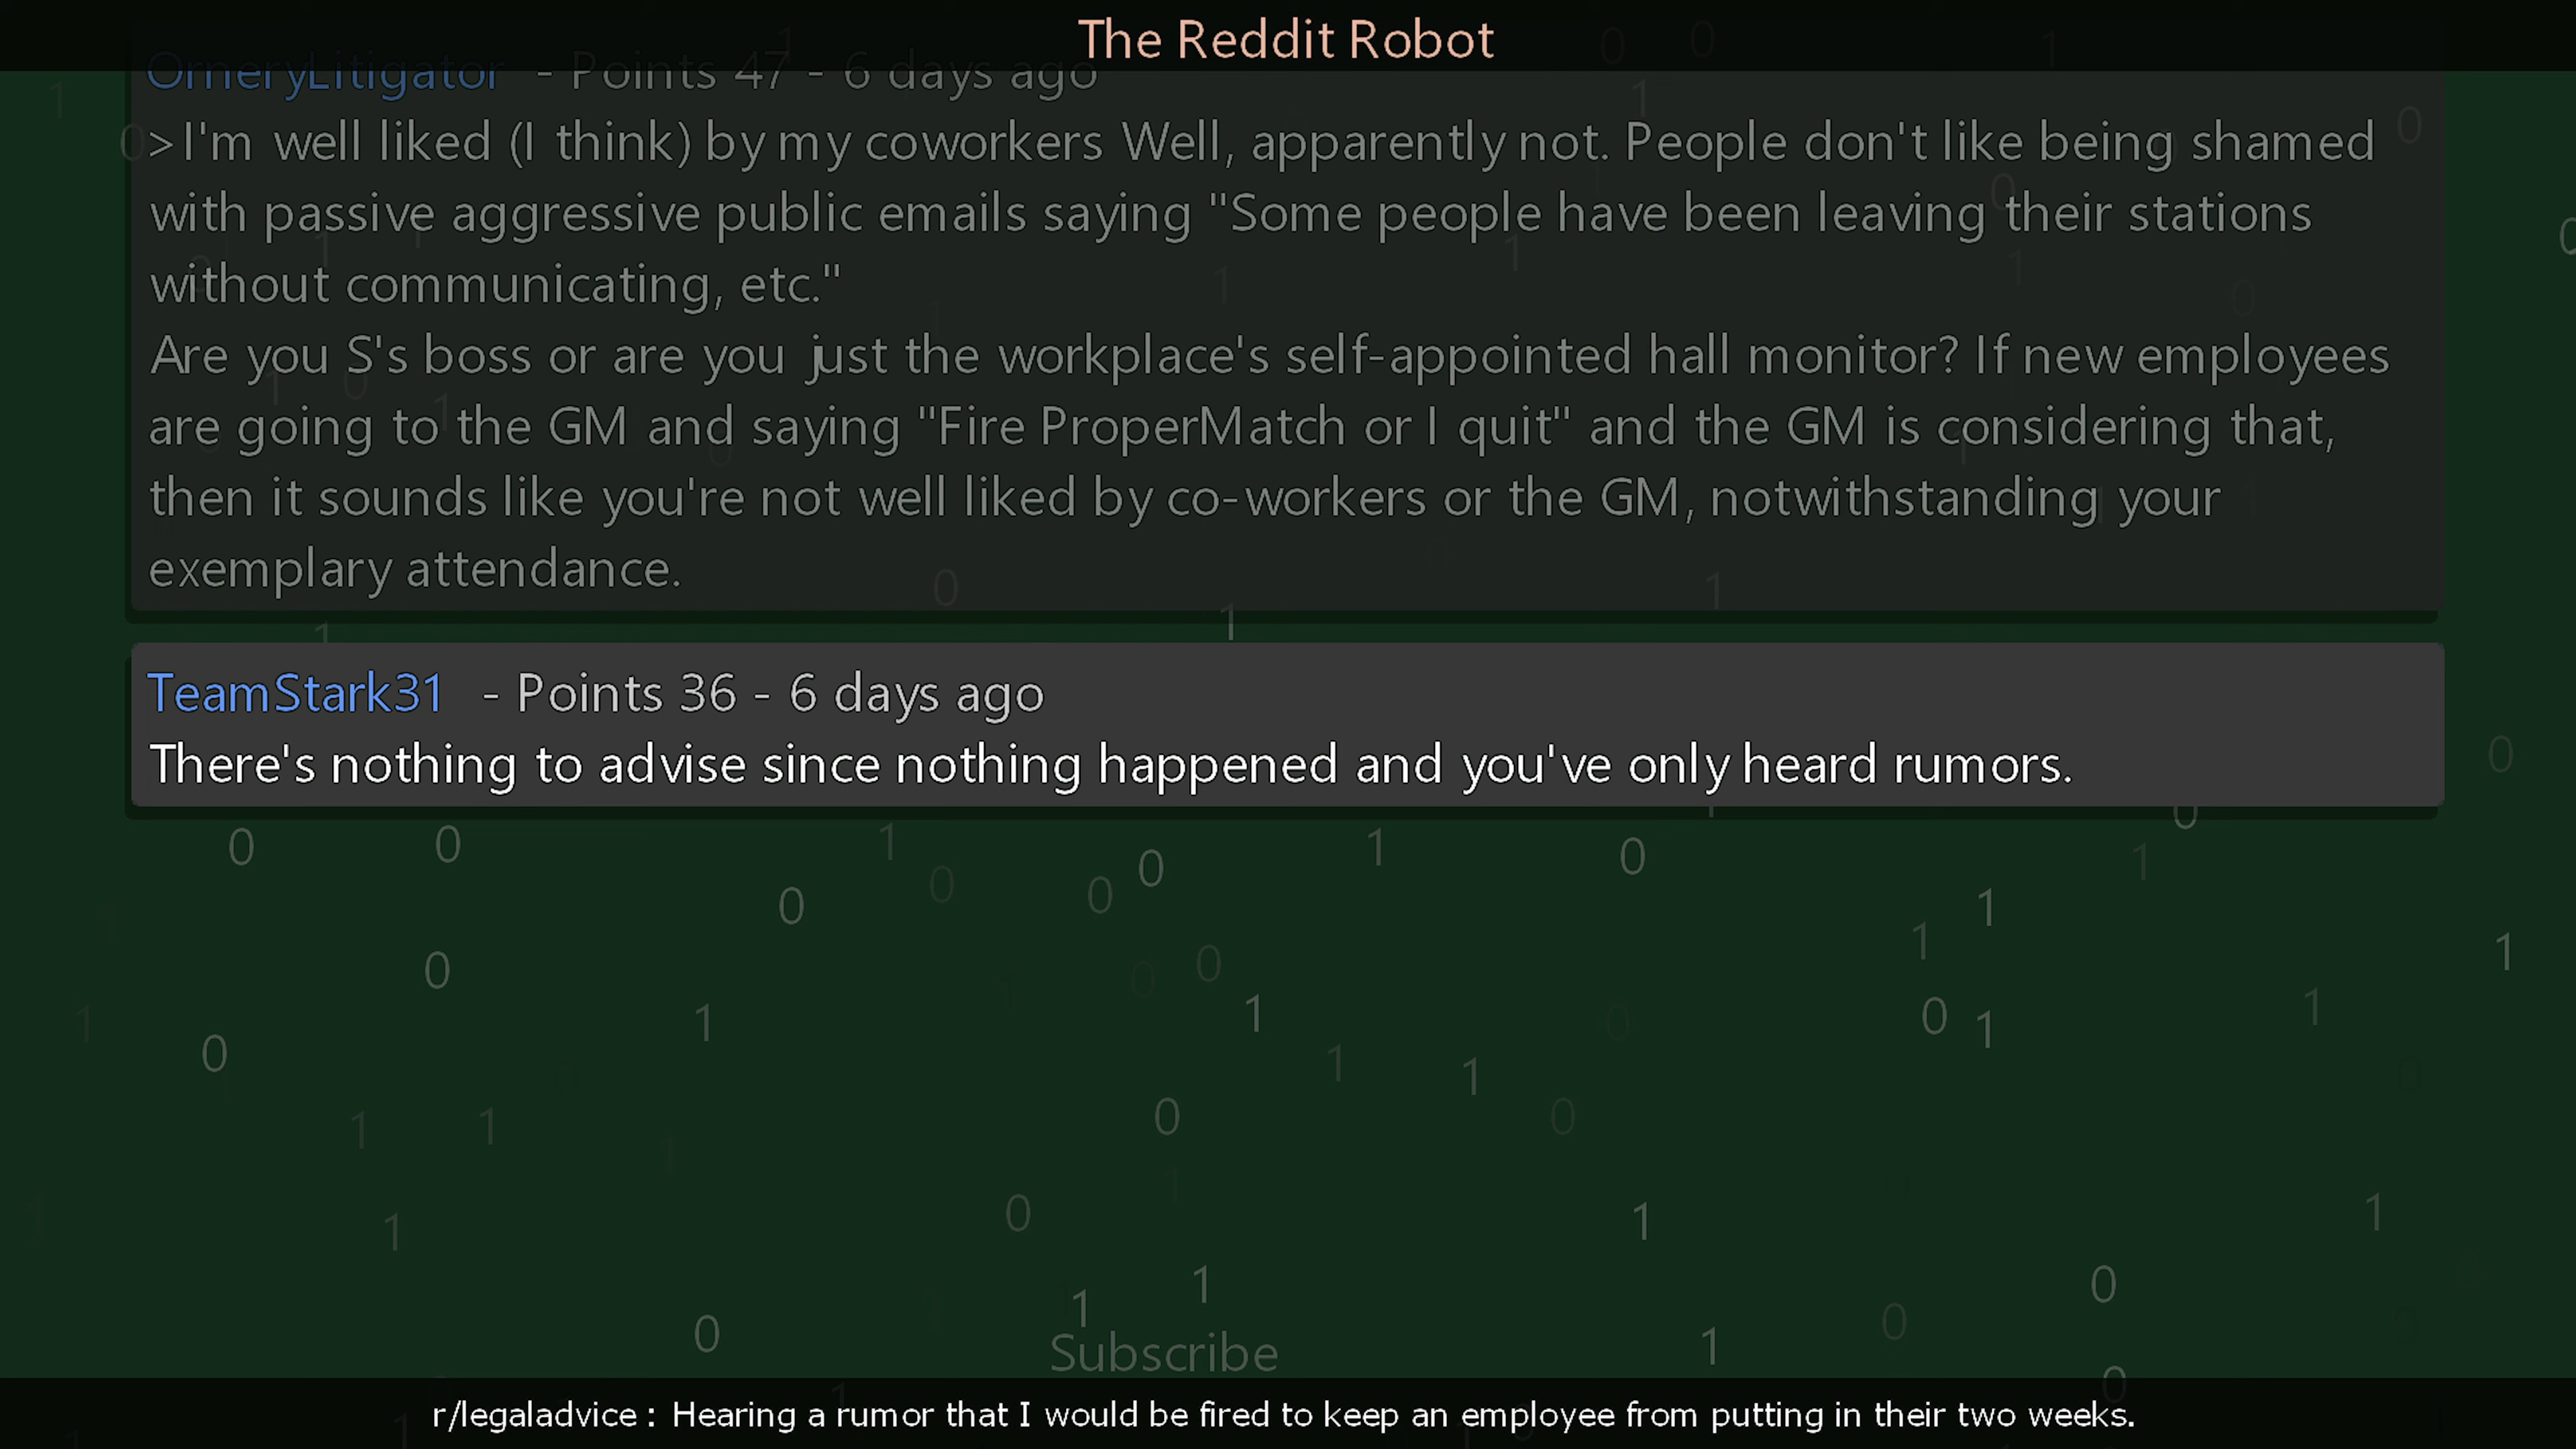 The Reddit Robot
OrneryLitigator - Points 47 - 6 days ago
>I'm well liked (I think) by my coworkers Well, apparently not. People don't like being shamed
with passive aggressive public emails saying "Some people have been leaving their stations
without communicating, etc."
Are you S's boss or are you just the workplace's self-appointed hall monitor? If new employees
are going to the GM and saying "Fire ProperMatch or I quit" and the GM is considering that,
then it sounds like you're not well liked by co-workers or the GM, notwithstanding your
exemplary attendance.
TeamStark31 - Points 36 - 6 days ago
There's nothing to advise since nothing happened and you've only heard rumors.
Subscribe
r/legaladvice : Hearing a rumor that I would be fired to keep an employee from putting in their two weeks.